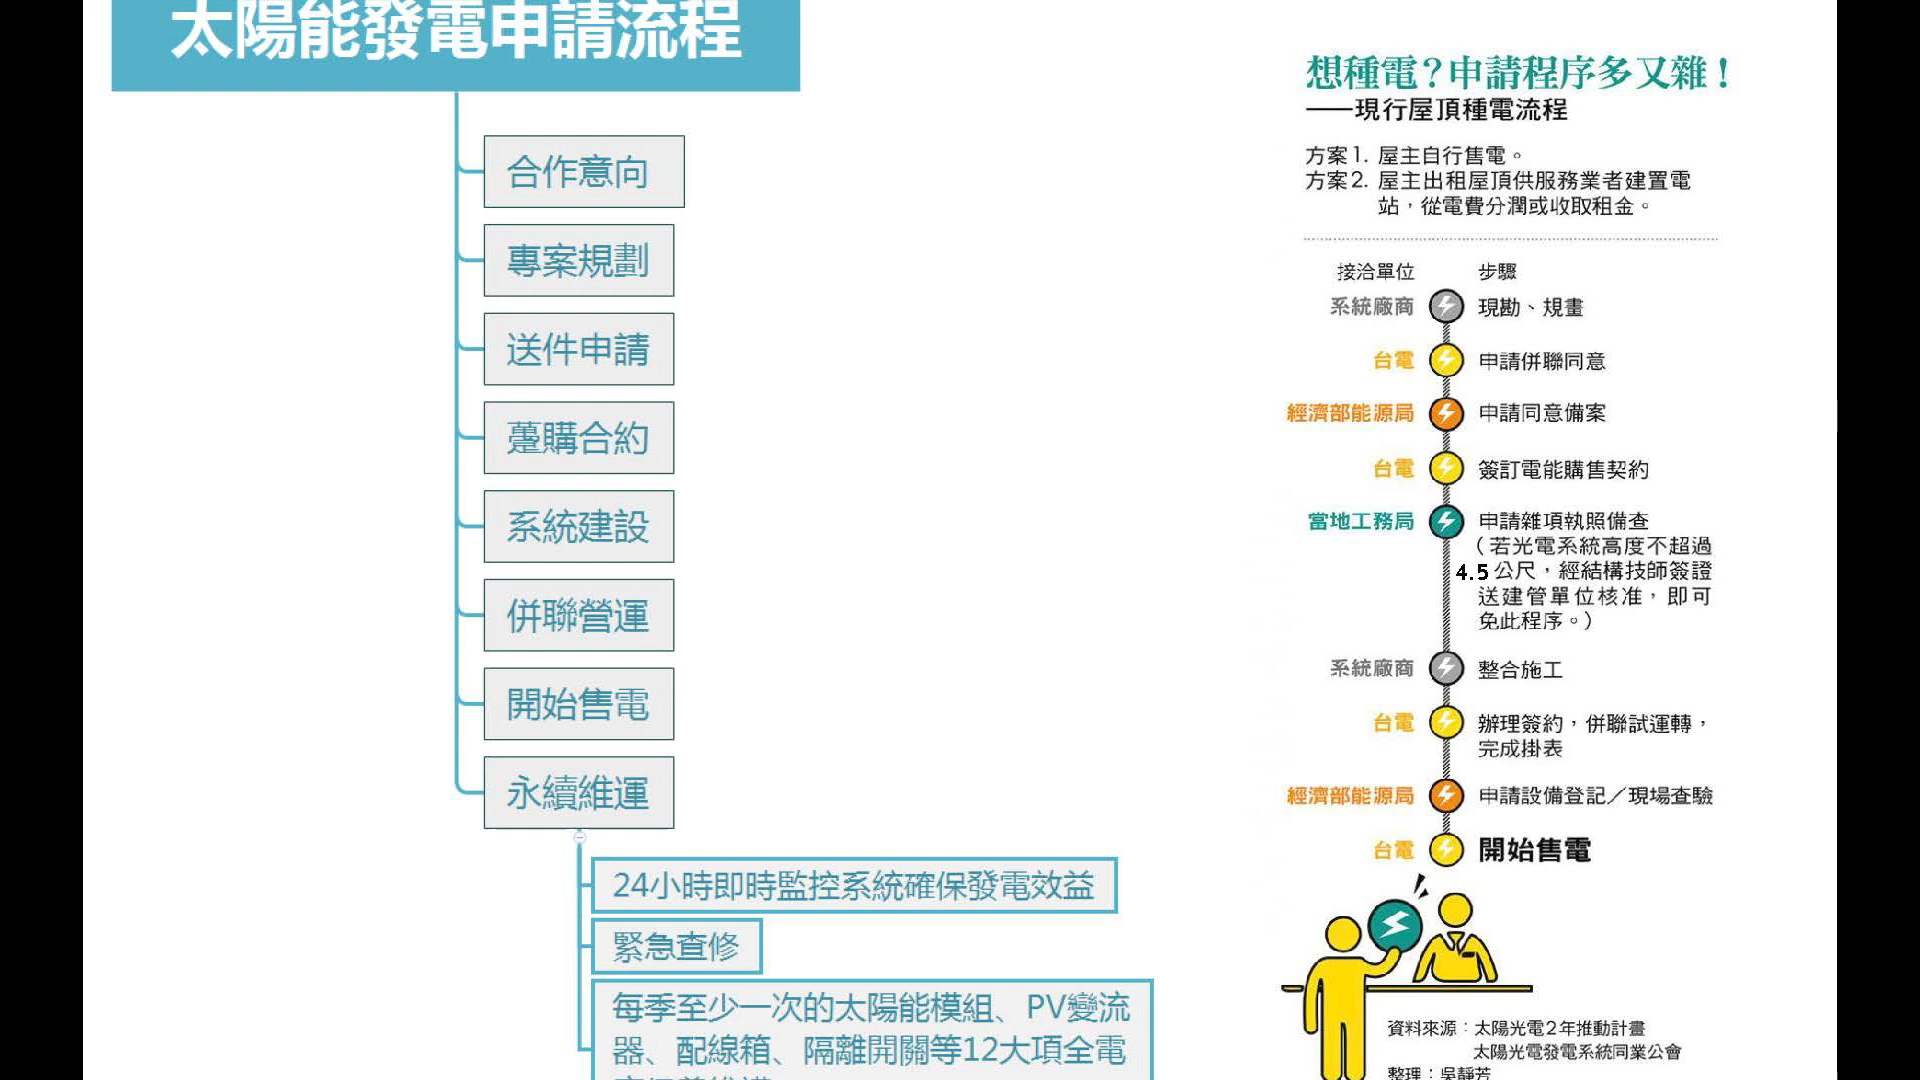 太陽能發電申請流程
合作意向
專案規劃
送件申請
躉購合約
系統建設
併聯營運
開始售電
永續維運
24小時即時監控系統確保發電效益
緊急查修
每季至少一次的太陽能模組、PV變流
器、配線箱、隔離開關等12大項全電
想種電?申請程序多又雜!
——現行屋頂種電流程
方案1. 屋主自行售電。
方案2. 屋主出租屋頂供服務業者建置電
站，從電費分潤或收取租金。
接洽單位 步驟
系統廠商 現勘、規畫
台電 申請併聯同意
經濟部能源局 申請同意備案
台電 簽訂電能購售契約
當地工務局 申請雜項執照備查
（若光電系統高度不超過
4.5公尺，經結構技師簽證
送建管單位核准，即可
免此程序。）
系統廠商 整合施工
台電 辦理簽約，併聯試運轉，
完成掛表
經濟部能源局 申請設備登記／現場查驗
台電 開始售電
資料來源：太陽光電2年推動計畫
太陽光電發電系統同業公會
整理：吳靜芳